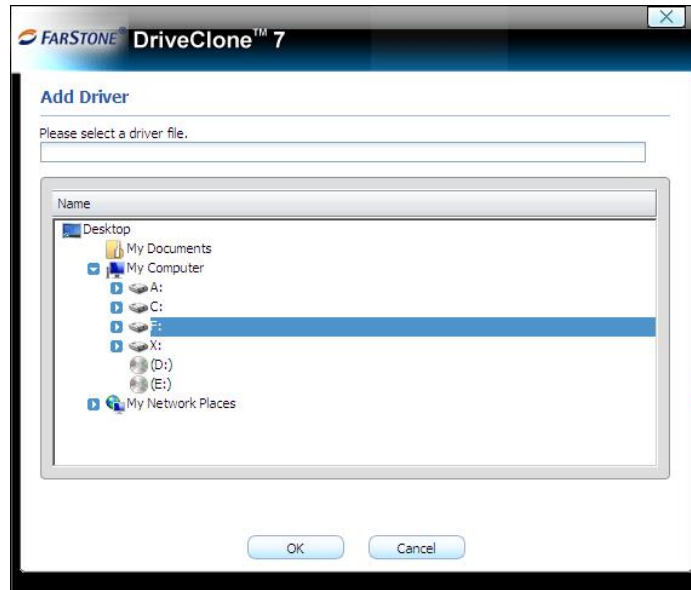 FARSTONE® DriveClone™ 7
Add Driver
Please select a driver file.
Name
Desktop
My Documents
My Computer
A:
C:
F:
X:
(D:)
(E:)
My Network Places
OK Cancel